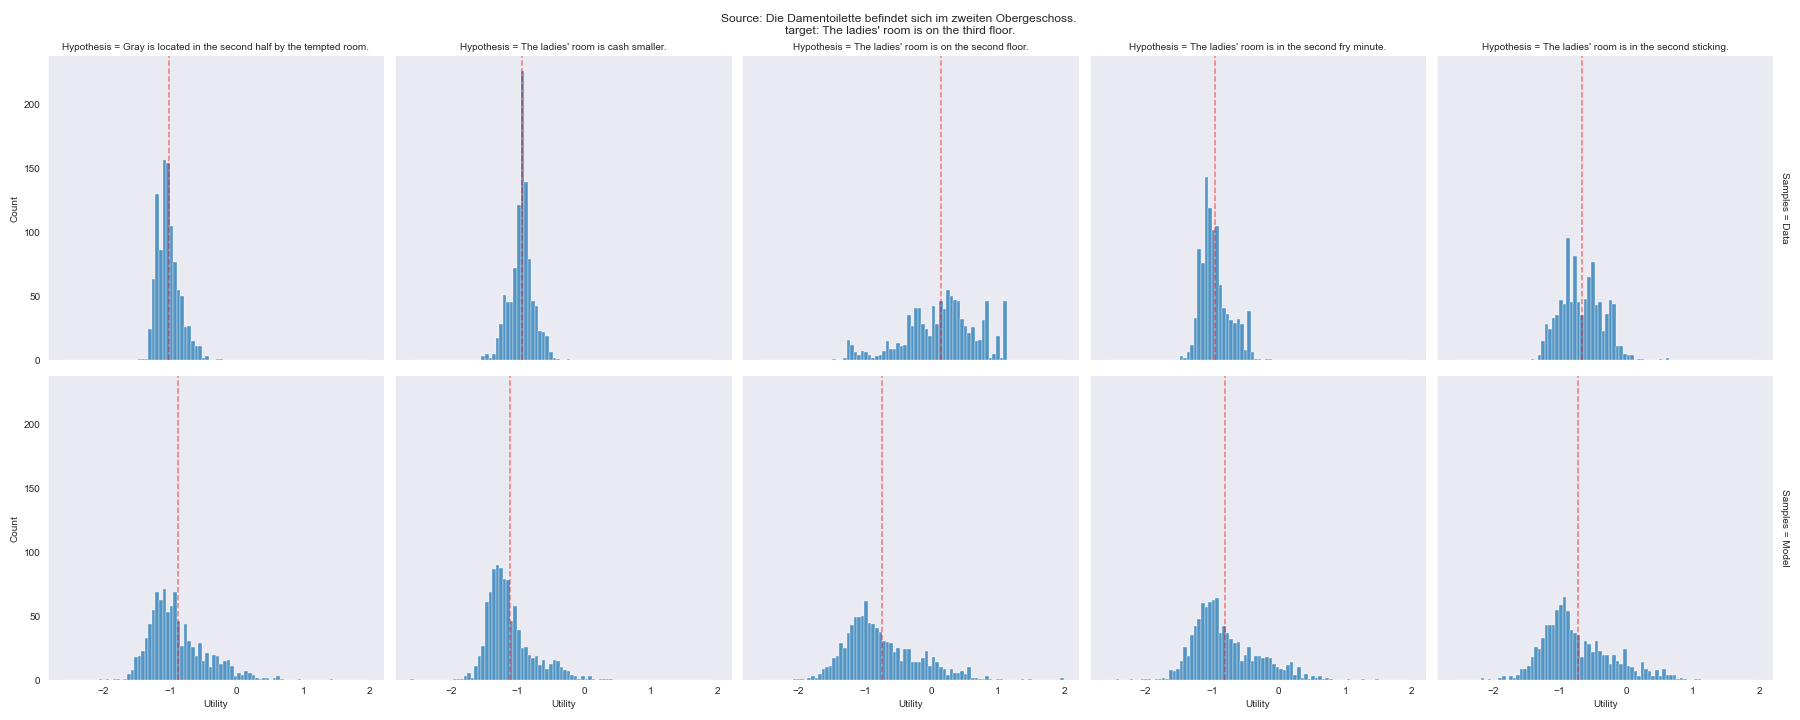 Source: Die Damentoilette befindet sich im zweiten Obergeschoss.
target: The ladies' room is on the third floor.
Hypothesis = Gray is located in the second half by the tempted room.
Hypothesis = The ladies' room is cash smaller.
Hypothesis = The ladies' room is on the second floor.
Hypothesis = The ladies' room is in the second fry minute.
Hypothesis = The ladies' room is in the second sticking.
200
150
100
50
0
Count
Samples = Data
200
150
100
50
0
Count
Samples = Model
−2 −1 0 1 2
−2 −1 0 1 2
−2 −1 0 1 2
−2 −1 0 1 2
−2 −1 0 1 2
Utility
Utility
Utility
Utility
Utility